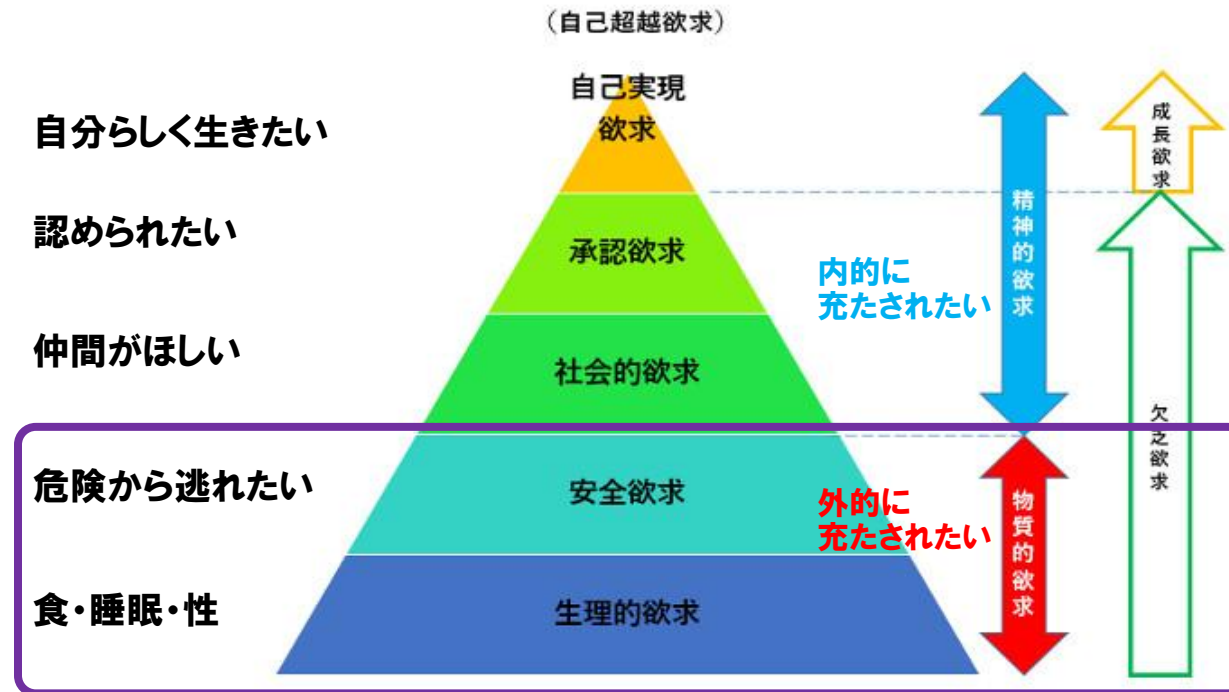 （自己超越欲求）
自己実現
欲求
自分らしく生きたい
認められたい
承認欲求
仲間がほしい
社会的欲求
内的に
充たされたい
精神的欲求
成長欲求
欠乏欲求
危険から逃れたい
安全欲求
外的に
充たされたい
物質的欲求
食・睡眠・性
生理的欲求